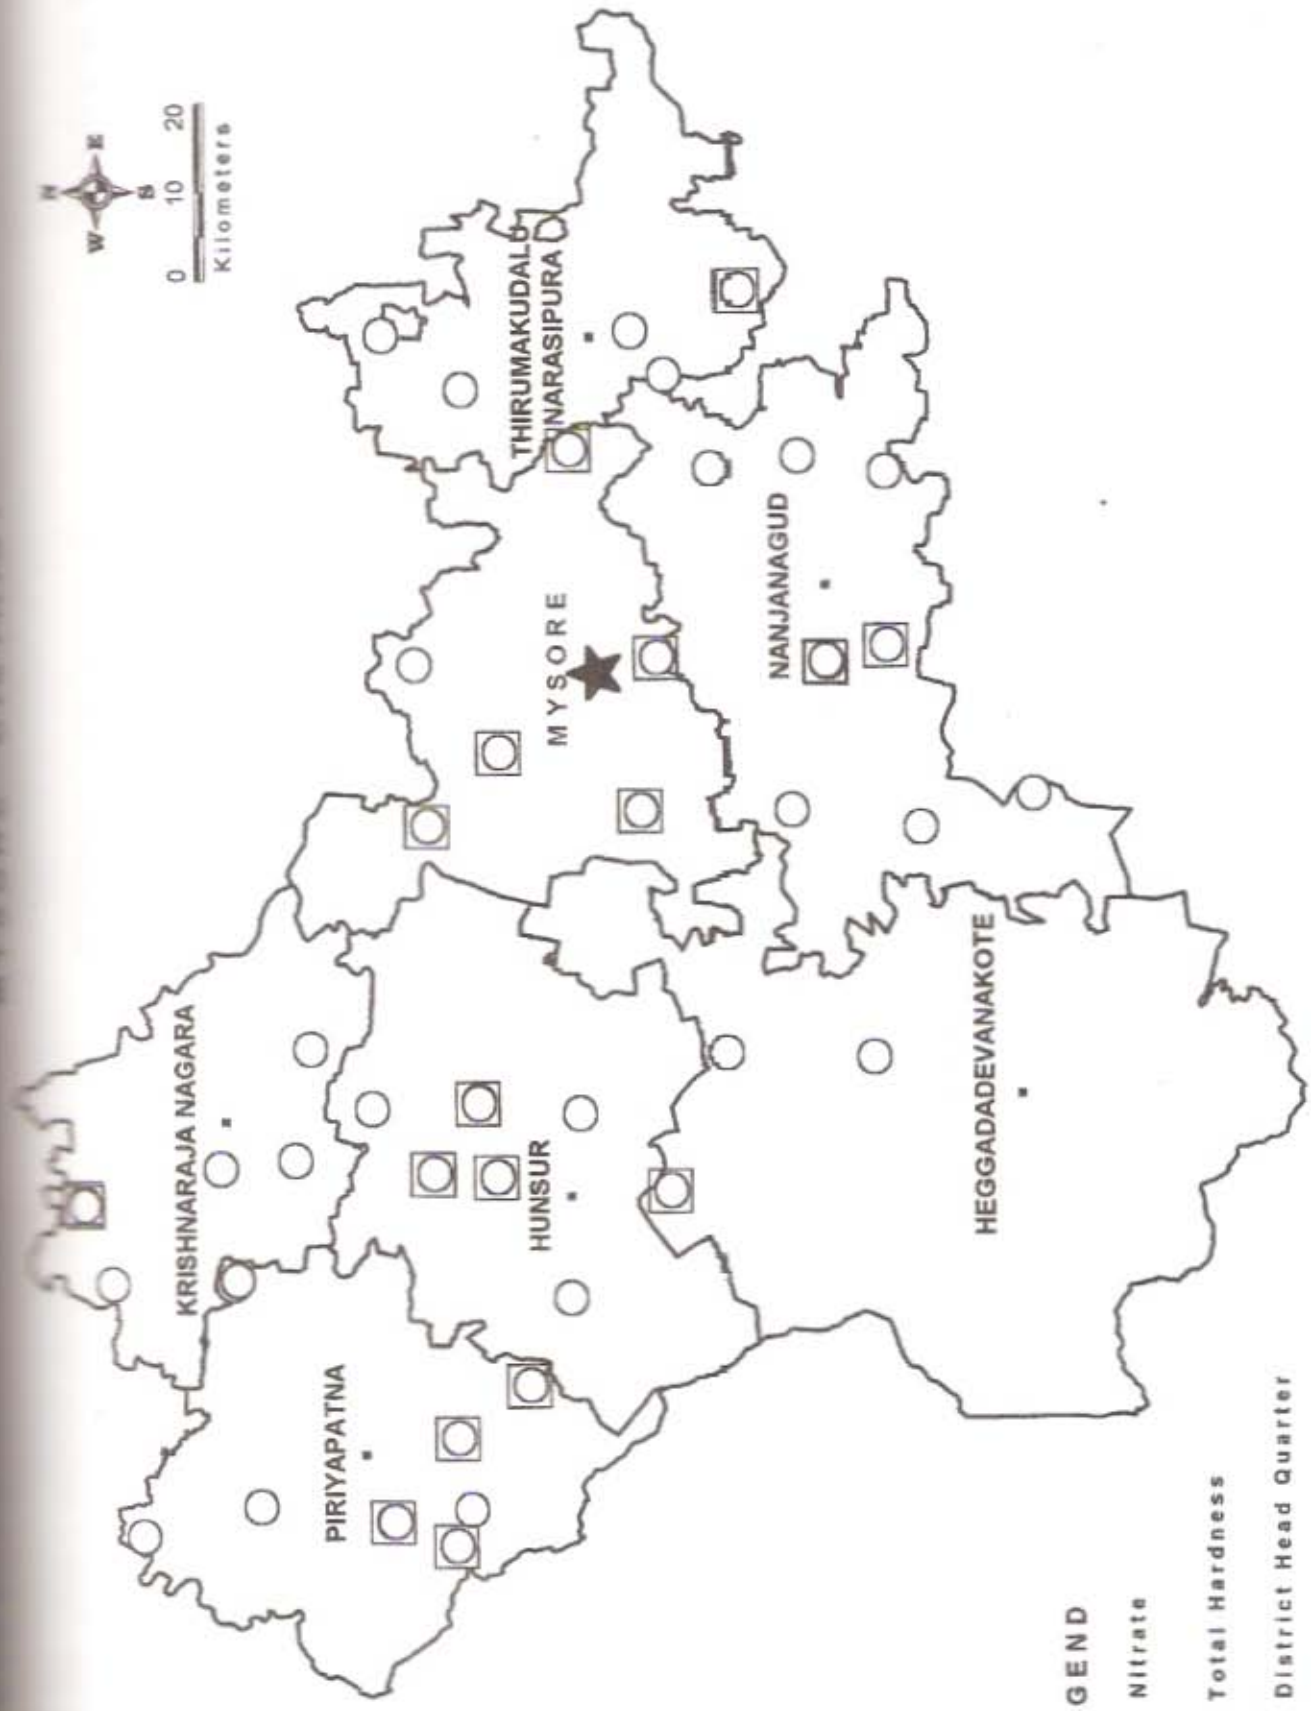 N
W E
S
0 10 20
Kilometers
KRISHNARAJA NAGARA
PIRIYAPATNA
HUNSUR
MYSORE
THIRUMAKUDALU
NARASIPURA
NANJANAGUD
HEGGADADEVANAKOTE
GEND
Nitrate
Total Hardness
District Head Quarter